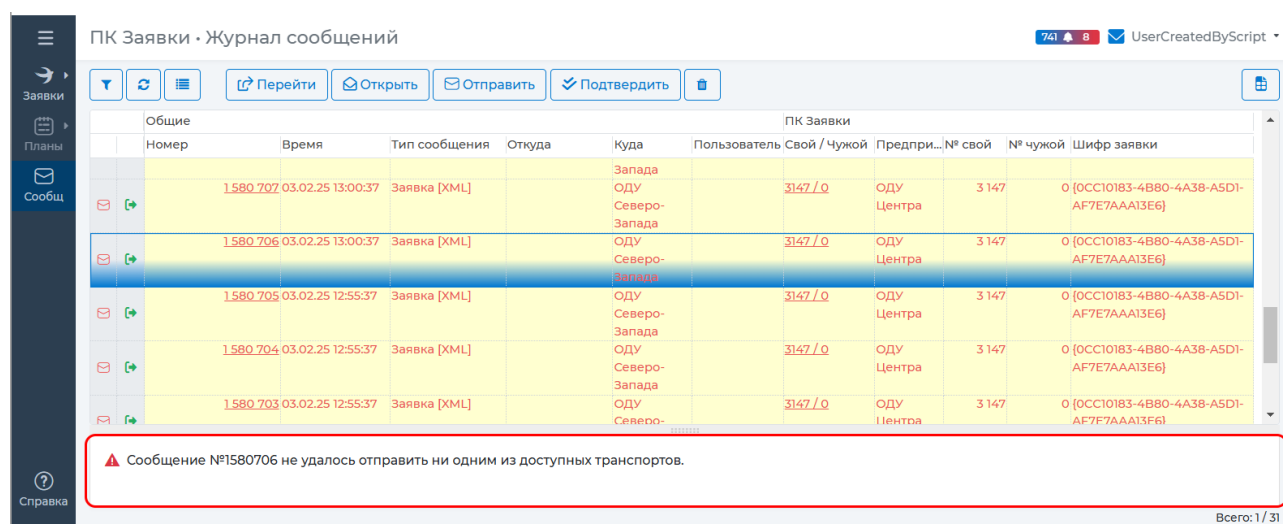 ПК Заявки • Журнал сообщений
741 8 UserCreatedByScript
Заявки
Планы
Сообщ
Справка
Перейти Открыть Отправить Подтвердить
Общие ПК Заявки
Номер Время Тип сообщения Откуда Куда Пользователь Свой / Чужой Предпри... № свой № чужой Шифр заявки
Запада
1 580 707 03.02.25 13:00:37 Заявка [XML] ОДУ 3147 / 0 ОДУ 3 147 0 {0CC10183-4B80-4A38-A5D1-
Северо- Центра AF7E7AAA13E6}
Запада
1 580 706 03.02.25 13:00:37 Заявка [XML] ОДУ 3147 / 0 ОДУ 3 147 0 {0CC10183-4B80-4A38-A5D1-
Северо- Центра AF7E7AAA13E6}
Запада
1 580 705 03.02.25 12:55:37 Заявка [XML] ОДУ 3147 / 0 ОДУ 3 147 0 {0CC10183-4B80-4A38-A5D1-
Северо- Центра AF7E7AAA13E6}
Запада
1 580 704 03.02.25 12:55:37 Заявка [XML] ОДУ 3147 / 0 ОДУ 3 147 0 {0CC10183-4B80-4A38-A5D1-
Северо- Центра AF7E7AAA13E6}
Запада
1 580 703 03.02.25 12:55:37 Заявка [XML] ОДУ 3147 / 0 ОДУ 3 147 0 {0CC10183-4B80-4A38-A5D1-
Северо- Центра AF7E7AAA13E6}
Сообщение №1580706 не удалось отправить ни одним из доступных транспортов.
Всего: 1 / 31